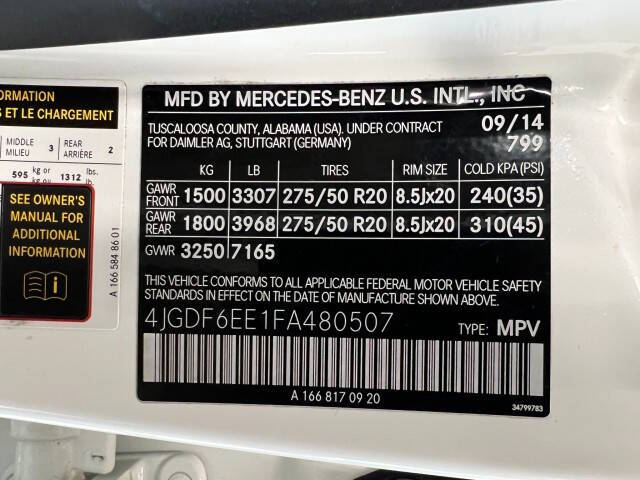 ORMATION
S ET LE CHARGEMENT
MIDDLE
MILIEU 3
REAR
ARRIÈRE 2
595 kg or kg ou 1312 lbs. lb.
SEE OWNER'S
MANUAL FOR
ADDITIONAL
INFORMATION
A 166 584 86 01
MFD BY MERCEDES-BENZ U.S. INTL., INC
TUSCALOOSA COUNTY, ALABAMA (USA). UNDER CONTRACT
FOR DAIMLER AG, STUTTGART (GERMANY)
09/14
799
KG LB TIRES RIM SIZE COLD KPA (PSI)
GAWR FRONT 1500 3307 275/50 R20 8.5Jx20 240(35)
GAWR REAR 1800 3968 275/50 R20 8.5Jx20 310(45)
GVWR 3250 7165
THIS VEHICLE CONFORMS TO ALL APPLICABLE FEDERAL MOTOR VEHICLE SAFETY
STANDARDS IN EFFECT ON THE DATE OF MANUFACTURE SHOWN ABOVE.
4JGDF6EE1FA480507 TYPE: MPV
A 166 817 09 20
34799783